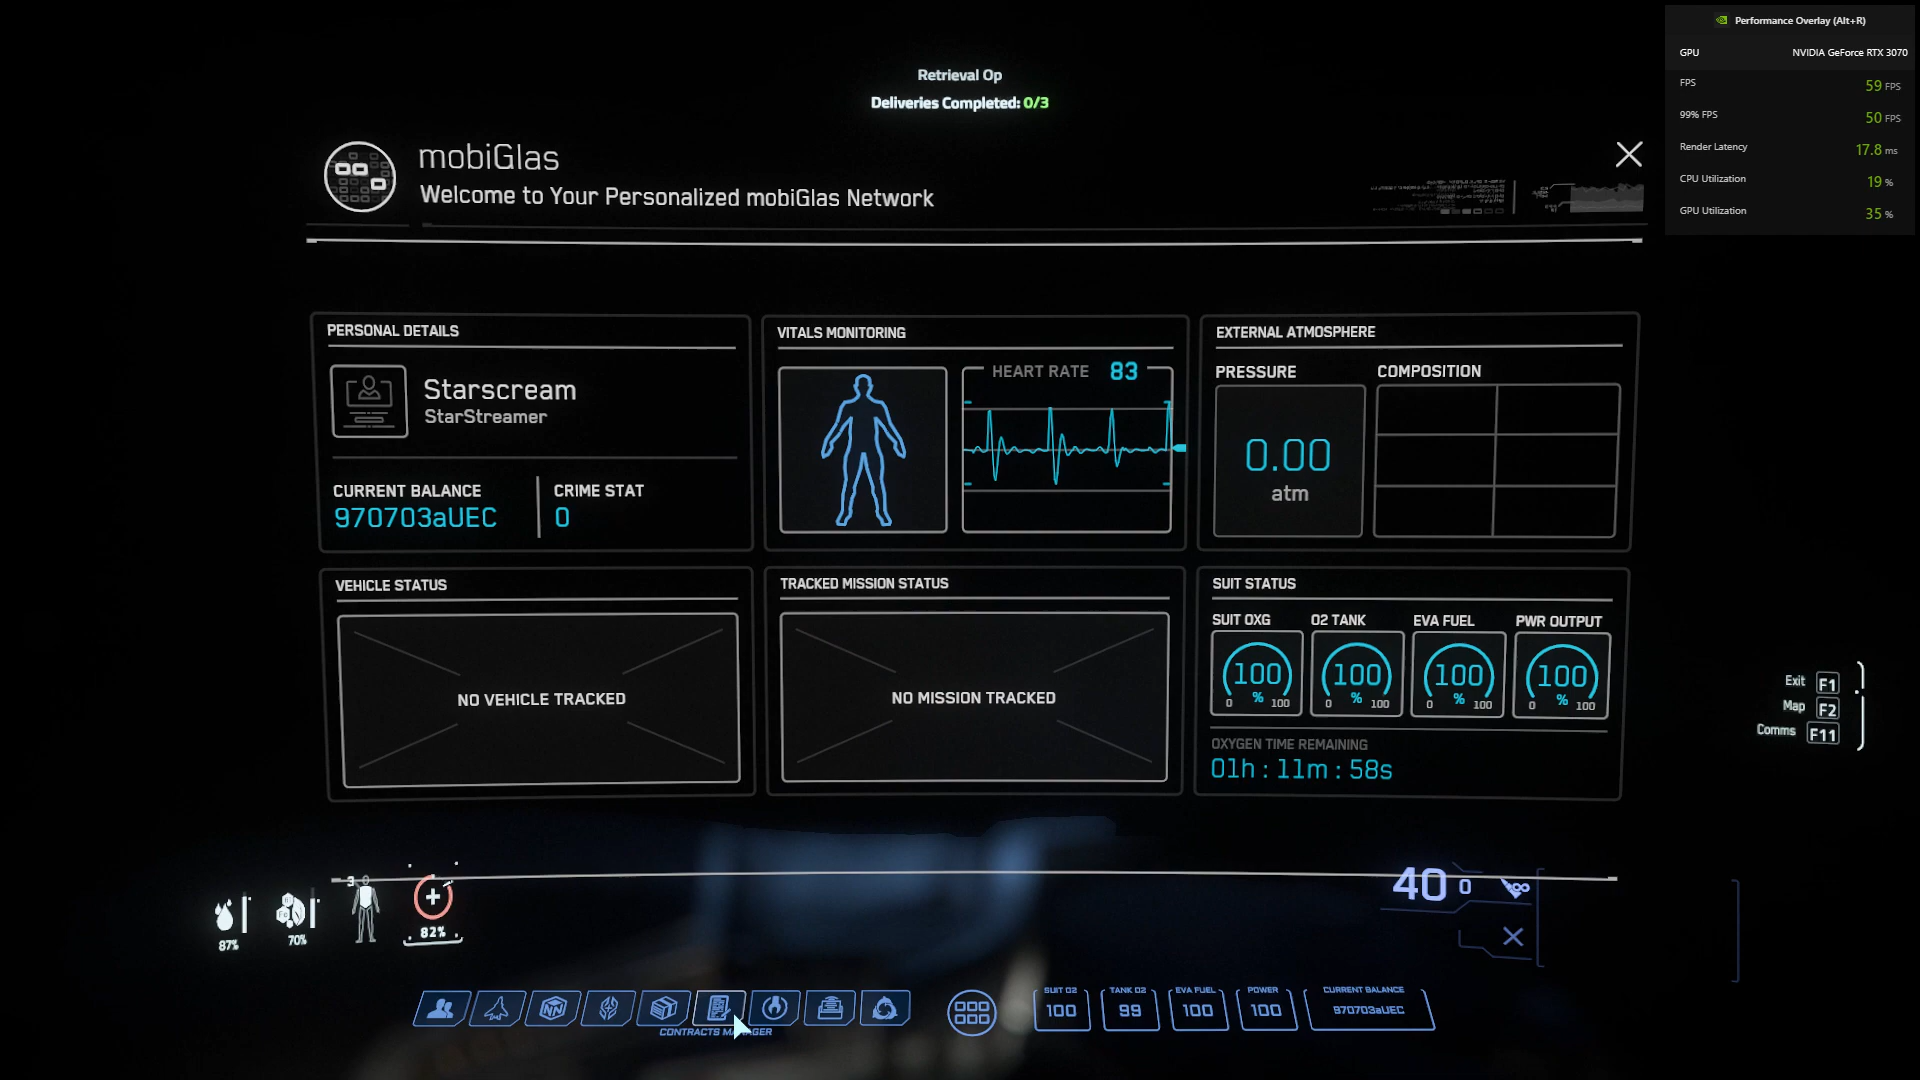 Performance Overlay (Alt+R)
GPU NVIDIA GeForce RTX 3070
FPS 59 FPS
99% FPS 50 FPS
Render Latency 17.8 ms
CPU Utilization 19 %
GPU Utilization 35 %
Retrieval Op
Deliveries Completed: 0/3
mobiGlas
Welcome to Your Personalized mobiGlas Network
PERSONAL DETAILS
Starscream
StarStreamer
CURRENT BALANCE
970703aUEC
CRIME STAT
0
VITALS MONITORING
HEART RATE 83
EXTERNAL ATMOSPHERE
PRESSURE
0.00
atm
COMPOSITION
VEHICLE STATUS
NO VEHICLE TRACKED
TRACKED MISSION STATUS
NO MISSION TRACKED
SUIT STATUS
SUIT OXG O2 TANK EVA FUEL PWR OUTPUT
100 100 100 100
% % % %
0 100 0 100 0 100 0 100
OXYGEN TIME REMAINING
01h : 11m : 58s
Exit F1
Map F2
Comms F11
87%
70%
3 0
82%
40 0
NN
CONTRACTS MANAGER
SUIT O2
100
TANK O2
99
EVA FUEL
100
POWER
100
CURRENT BALANCE
970703aUEC